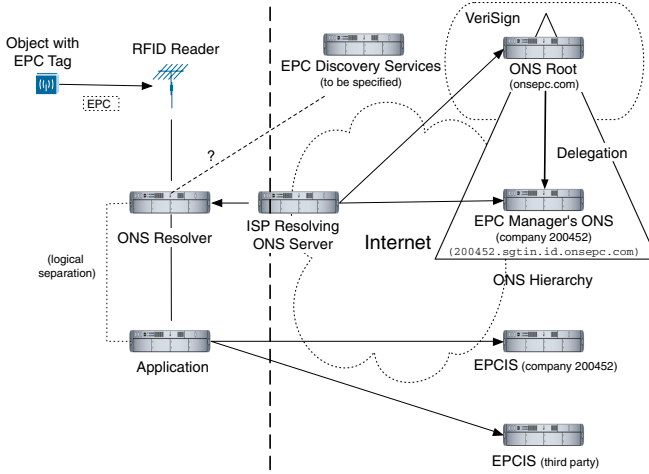 VeriSign
Object with
EPC Tag
RFID Reader
EPC
EPC Discovery Services
(to be specified)
ONS Root
(onsepc.com)
?
Delegation
ONS Resolver
ISP Resolving
ONS Server
Internet
EPC Manager's ONS
(company 200452)
(200452.sgtin.id.onsepc.com)
ONS Hierarchy
(logical
separation)
Application
EPCIS (company 200452)
EPCIS (third party)